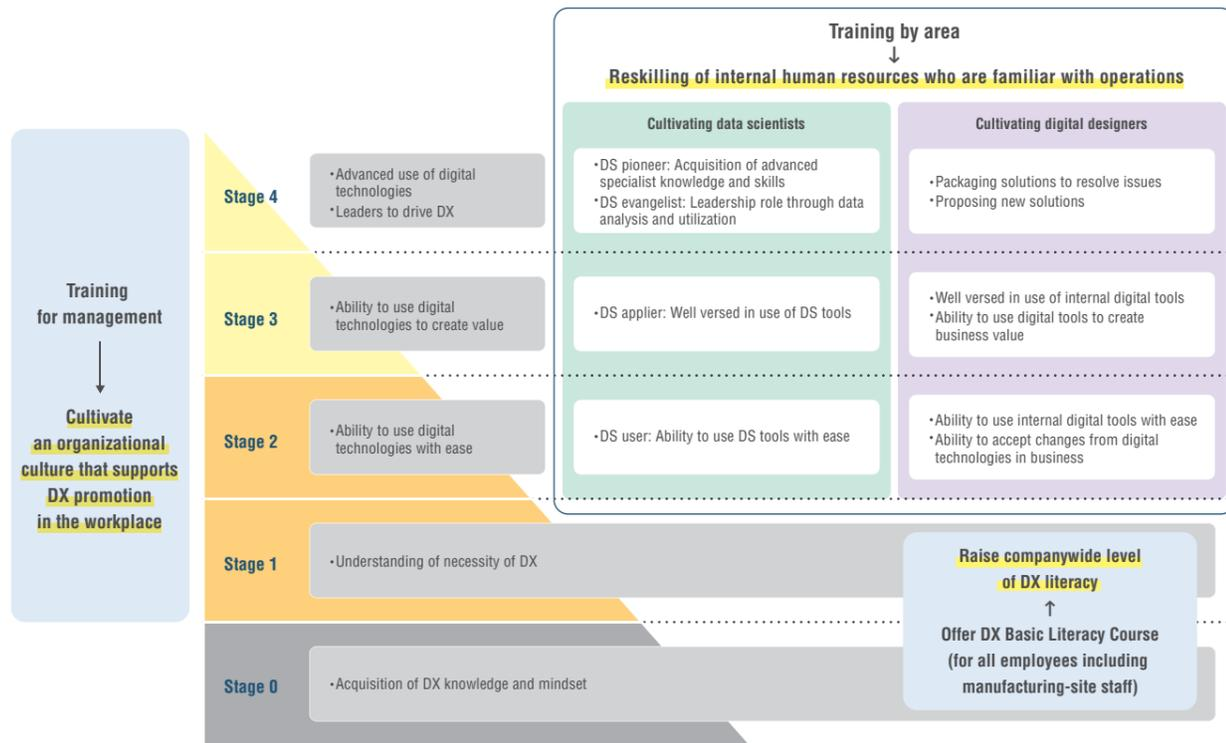 Training by area
↓
Reskilling of internal human resources who are familiar with operations
Cultivating data scientists
Cultivating digital designers
Training
for management
↓
Cultivate
an organizational
culture that supports
DX promotion
in the workplace
Stage 4
・Advanced use of digital
technologies
・Leaders to drive DX
・DS pioneer: Acquisition of advanced
specialist knowledge and skills
・DS evangelist: Leadership role through data
analysis and utilization
・Packaging solutions to resolve issues
・Proposing new solutions
Stage 3
・Ability to use digital
technologies to create value
・DS applier: Well versed in use of DS tools
・Well versed in use of internal digital tools
・Ability to use digital tools to create
business value
Stage 2
・Ability to use digital
technologies with ease
・DS user: Ability to use DS tools with ease
・Ability to use internal digital tools with ease
・Ability to accept changes from digital
technologies in business
Stage 1
・Understanding of necessity of DX
Raise companywide level
of DX literacy
↑
Offer DX Basic Literacy Course
(for all employees including
manufacturing-site staff)
Stage 0
・Acquisition of DX knowledge and mindset